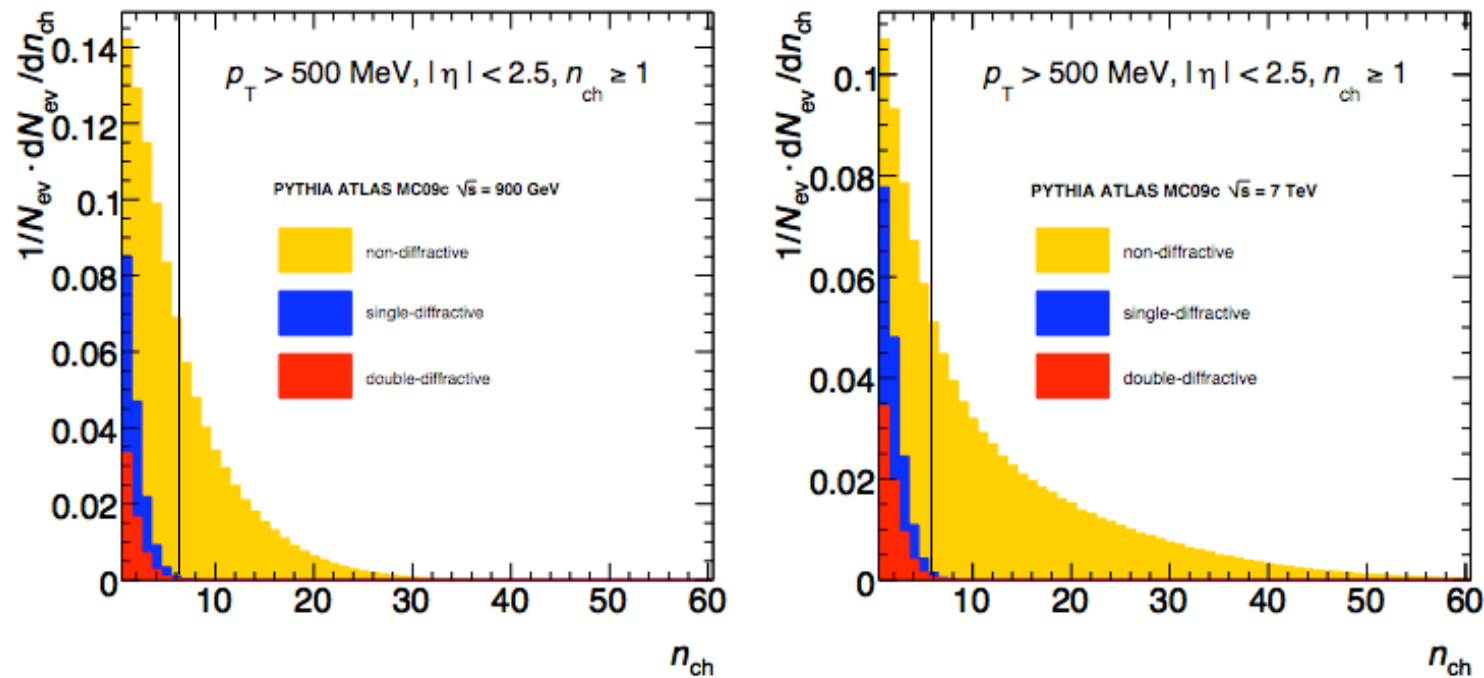 1/N_ev · dN_ev/dn_ch
p_T > 500 MeV, | η | < 2.5, n_ch ≥ 1
PYTHIA ATLAS MC09c √s = 900 GeV
non-diffractive
single-diffractive
double-diffractive
0.14
0.12
0.1
0.08
0.06
0.04
0.02
0
10 20 30 40 50 60
n_ch
1/N_ev · dN_ev/dn_ch
p_T > 500 MeV, | η | < 2.5, n_ch ≥ 1
PYTHIA ATLAS MC09c √s = 7 TeV
non-diffractive
single-diffractive
double-diffractive
0.1
0.08
0.06
0.04
0.02
0
10 20 30 40 50 60
n_ch